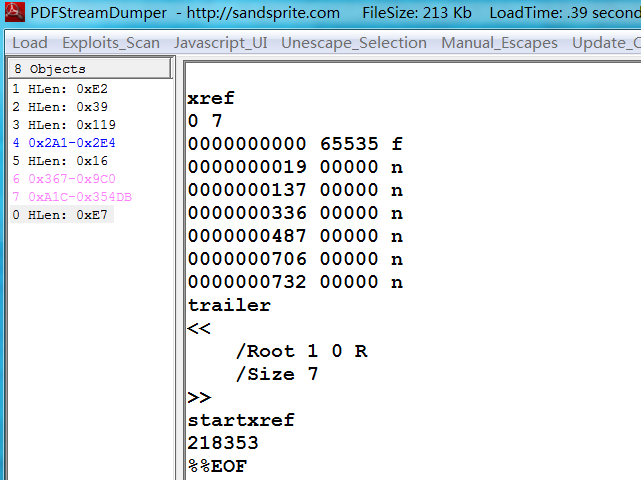 PDFStreamDumper - http://sandsprite.com FileSize: 213 Kb LoadTime: .39 second
Load Exploits_Scan Javascript_UI Unescape_Selection Manual_Escapes Update_C
8 Objects
1 HLen: 0xE2
2 HLen: 0x39
3 HLen: 0x119
4 0x2A1-0x2E4
5 HLen: 0x16
6 0x367-0x9C0
7 0xA1C-0x354DB
0 HLen: 0xE7
xref
0 7
0000000000 65535 f
0000000019 00000 n
0000000137 00000 n
0000000336 00000 n
0000000487 00000 n
0000000706 00000 n
0000000732 00000 n
trailer
<<
/Root 1 0 R
/Size 7
>>
startxref
218353
%%EOF